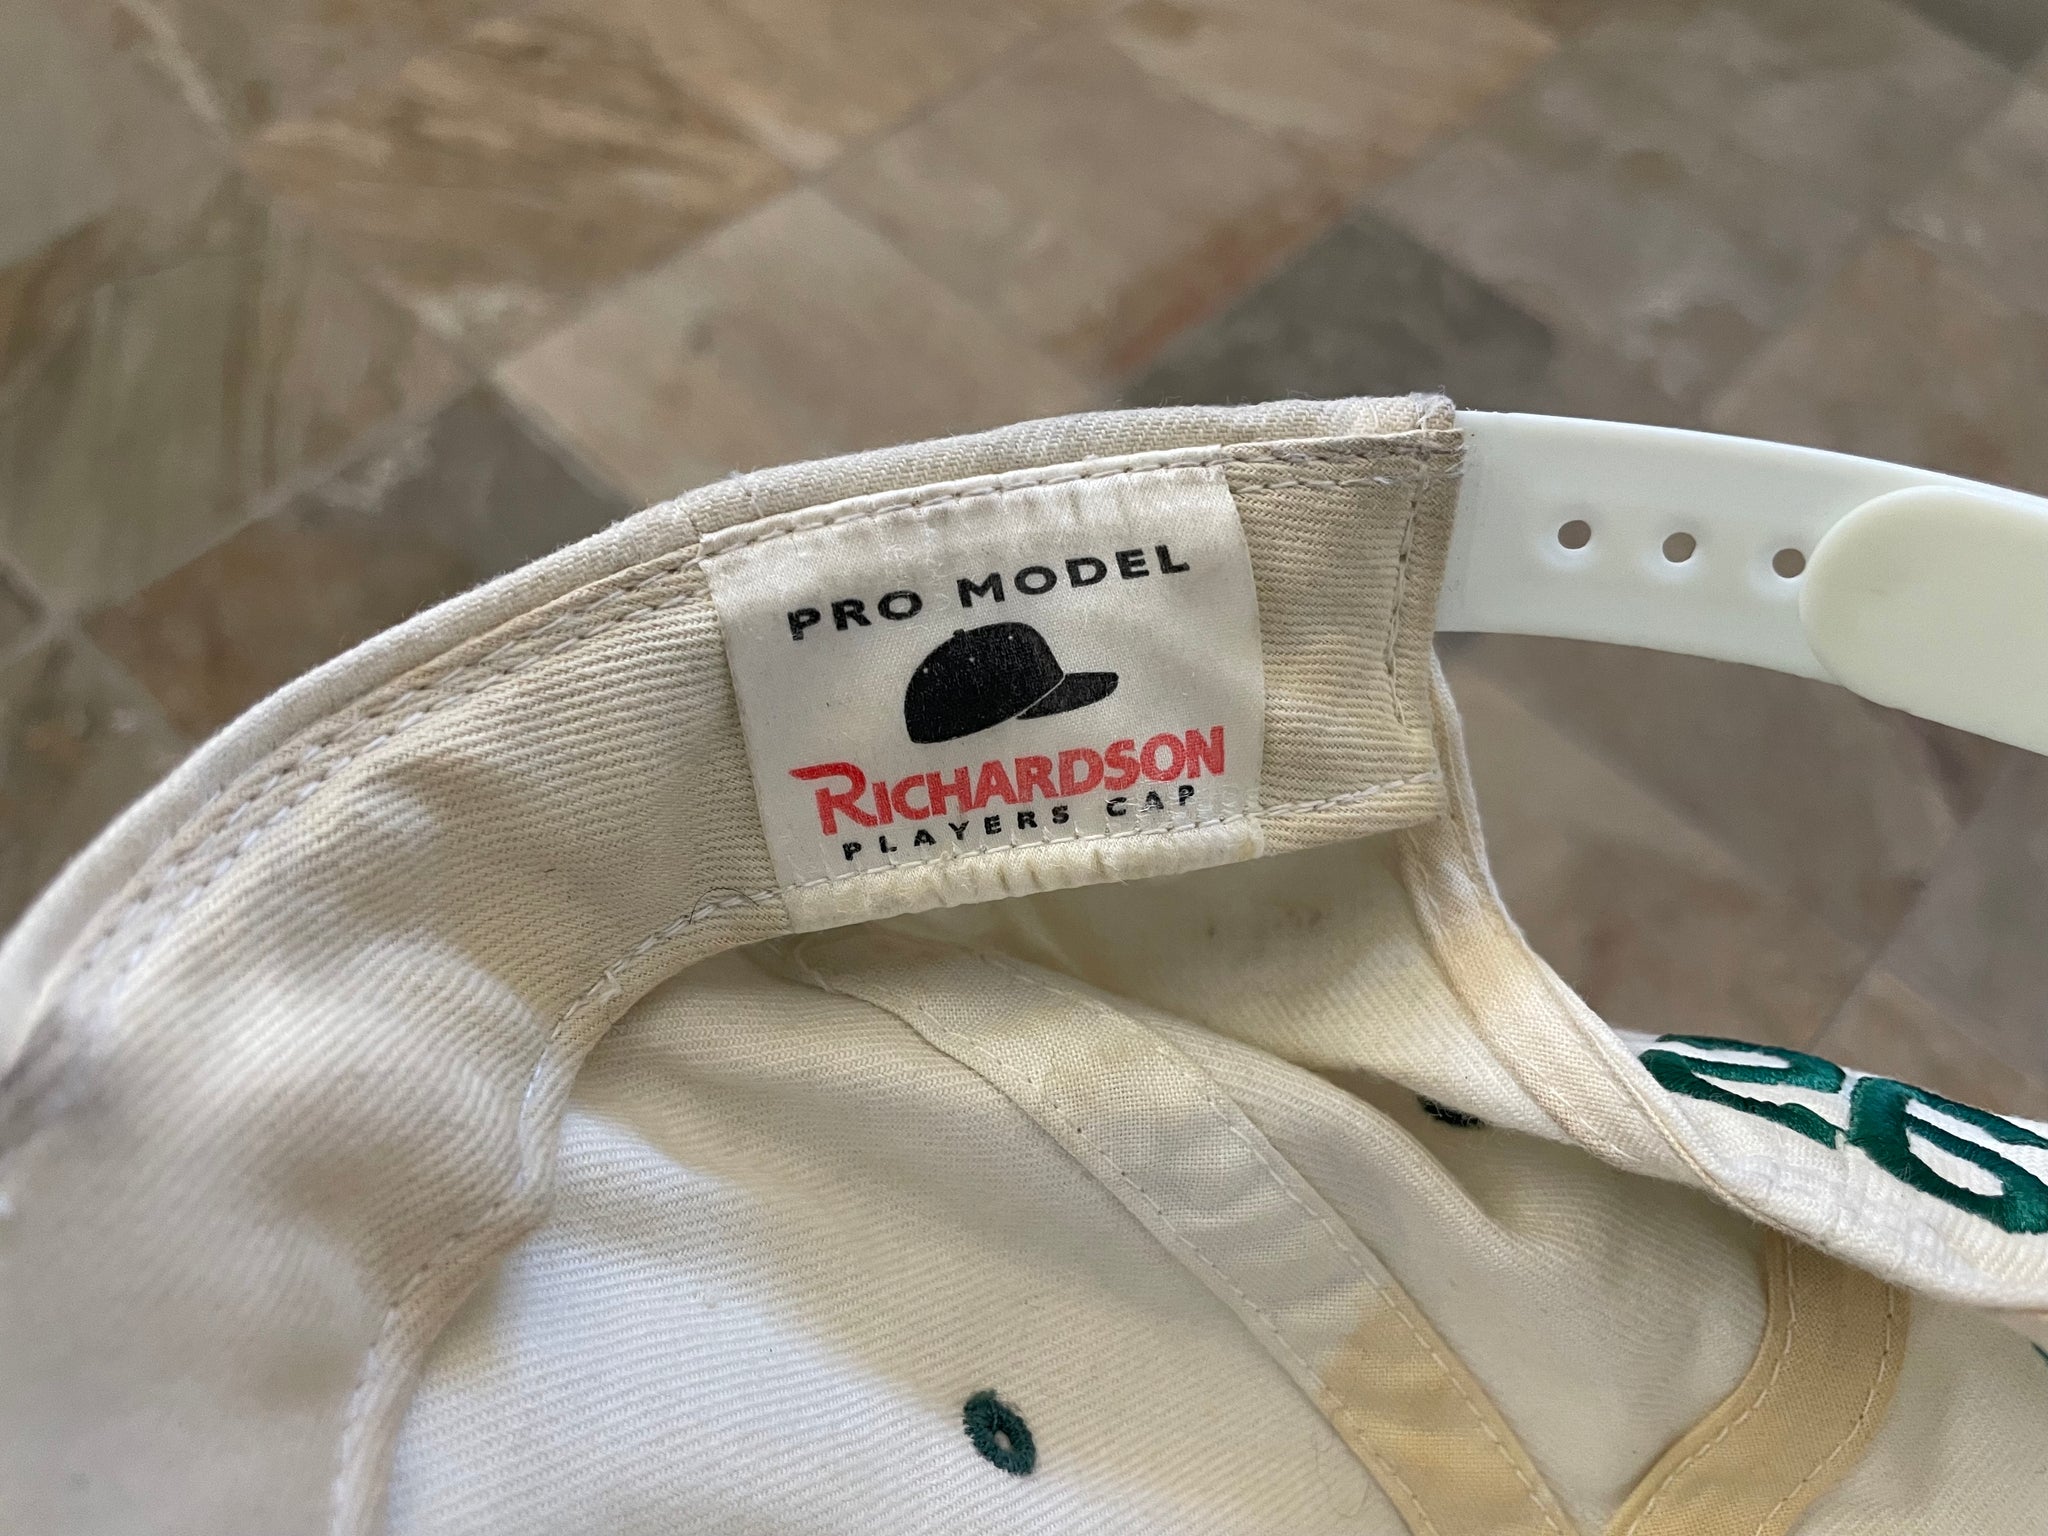 PRO MODEL
RICHARDSON
PLAYERS CAP